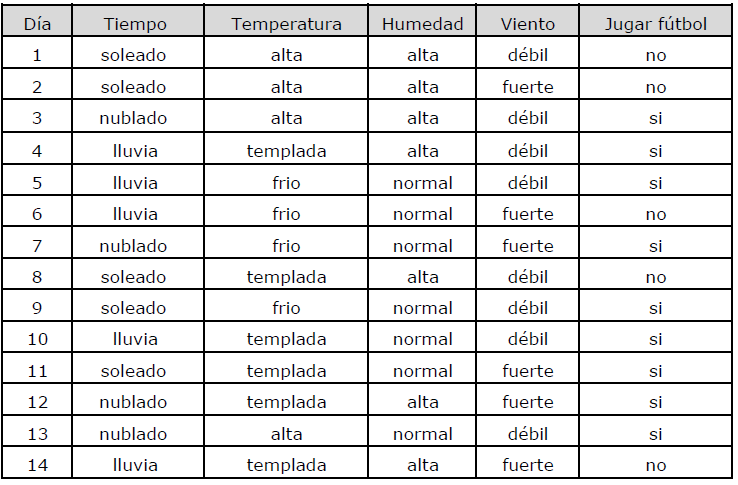 Día Tiempo Temperatura Humedad Viento Jugar fútbol
1 soleado alta alta débil no
2 soleado alta alta fuerte no
3 nublado alta alta débil si
4 lluvia templada alta débil si
5 lluvia frio normal débil si
6 lluvia frio normal fuerte no
7 nublado frio normal fuerte si
8 soleado templada alta débil no
9 soleado frio normal débil si
10 lluvia templada normal débil si
11 soleado templada normal fuerte si
12 nublado templada alta fuerte si
13 nublado alta normal débil si
14 lluvia templada alta fuerte no